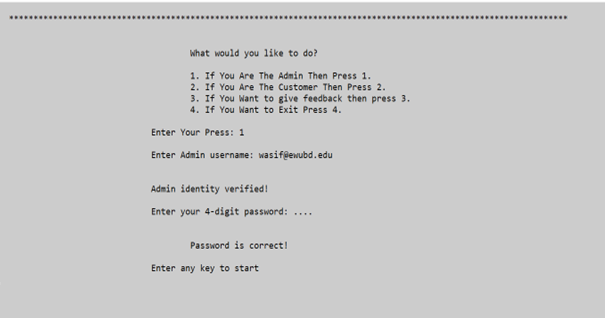 ********************************************************************************************************************
What would you like to do?
1. If You Are The Admin Then Press 1.
2. If You Are The Customer Then Press 2.
3. If You Want to give feedback then press 3.
4. If You Want to Exit Press 4.
Enter Your Press: 1
Enter Admin username: wasif@ewubd.edu
Admin identity verified!
Enter your 4-digit password: ....
Password is correct!
Enter any key to start